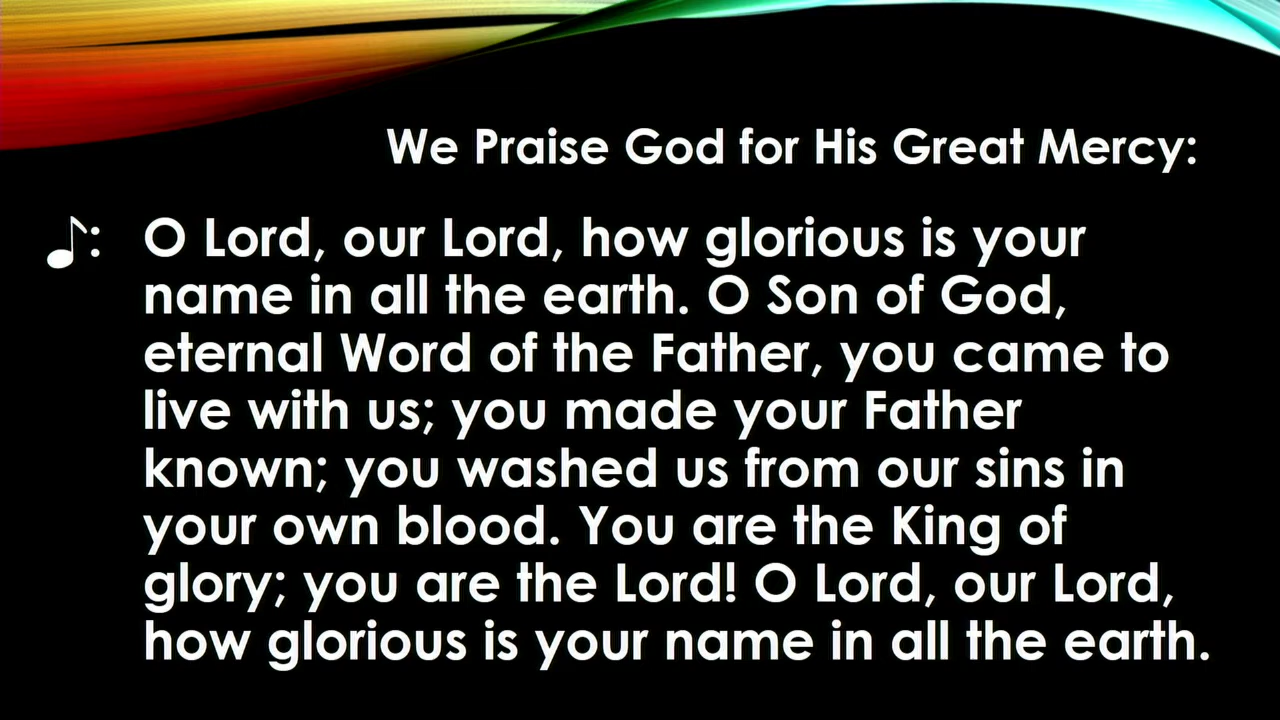 We Praise God for His Great Mercy:
♪: O Lord, our Lord, how glorious is your
name in all the earth. O Son of God,
eternal Word of the Father, you came to
live with us; you made your Father
known; you washed us from our sins in
your own blood. You are the King of
glory; you are the Lord! O Lord, our Lord,
how glorious is your name in all the earth.